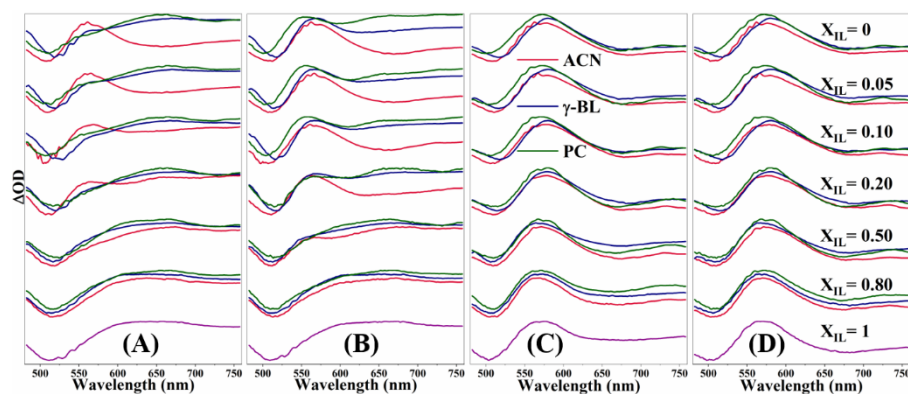 X_IL= 0
ACN
X_IL= 0.05
γ-BL
X_IL= 0.10
PC
ΔOD
X_IL= 0.20
X_IL= 0.50
X_IL= 0.80
X_IL= 1
(A) (B) (C) (D)
500 550 600 650 700 750 500 550 600 650 700 750 500 550 600 650 700 750 500 550 600 650 700 750
Wavelength (nm) Wavelength (nm) Wavelength (nm) Wavelength (nm)